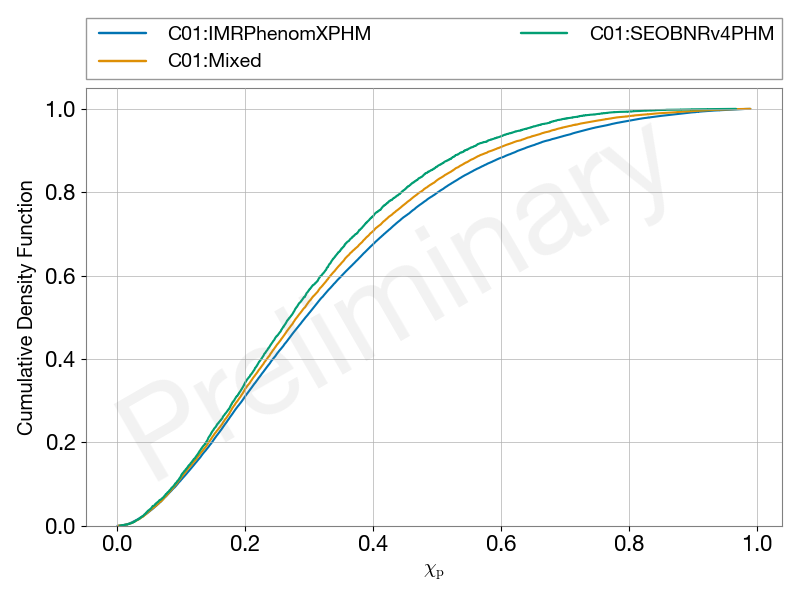 C01:IMRPhenomXPHM
C01:SEOBNRv4PHM
C01:Mixed
1.0
0.8
0.6
0.4
0.2
0.0
Cumulative Density Function
Preliminary
0.0 0.2 0.4 0.6 0.8 1.0
χp